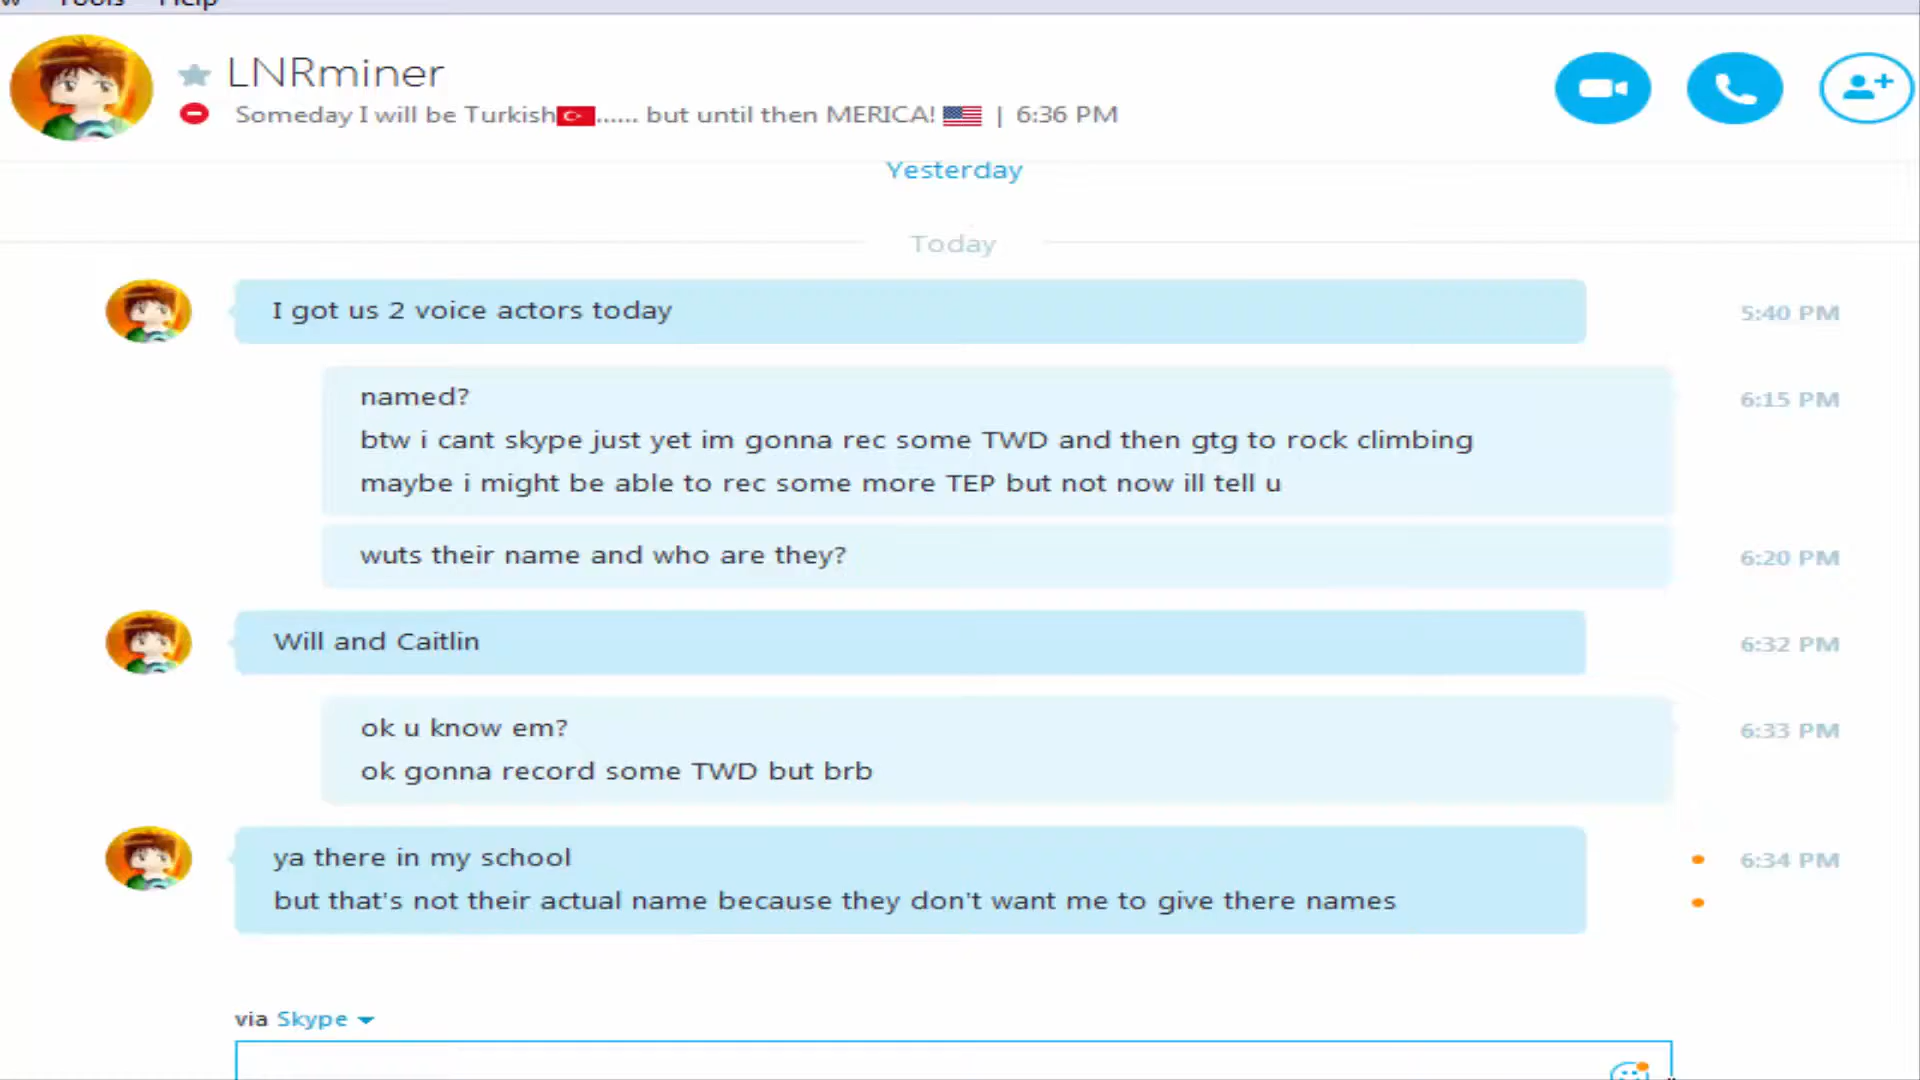 Tools Help
LNRminer
Someday I will be Turkish🇹🇷...... but until then MERICA! 🇺🇸 | 6:36 PM
Yesterday
Today
I got us 2 voice actors today 5:40 PM
named? 6:15 PM
btw i cant skype just yet im gonna rec some TWD and then gtg to rock climbing
maybe i might be able to rec some more TEP but not now ill tell u
wuts their name and who are they? 6:20 PM
Will and Caitlin 6:32 PM
ok u know em? 6:33 PM
ok gonna record some TWD but brb
ya there in my school 6:34 PM
but that's not their actual name because they don't want me to give there names
via Skype